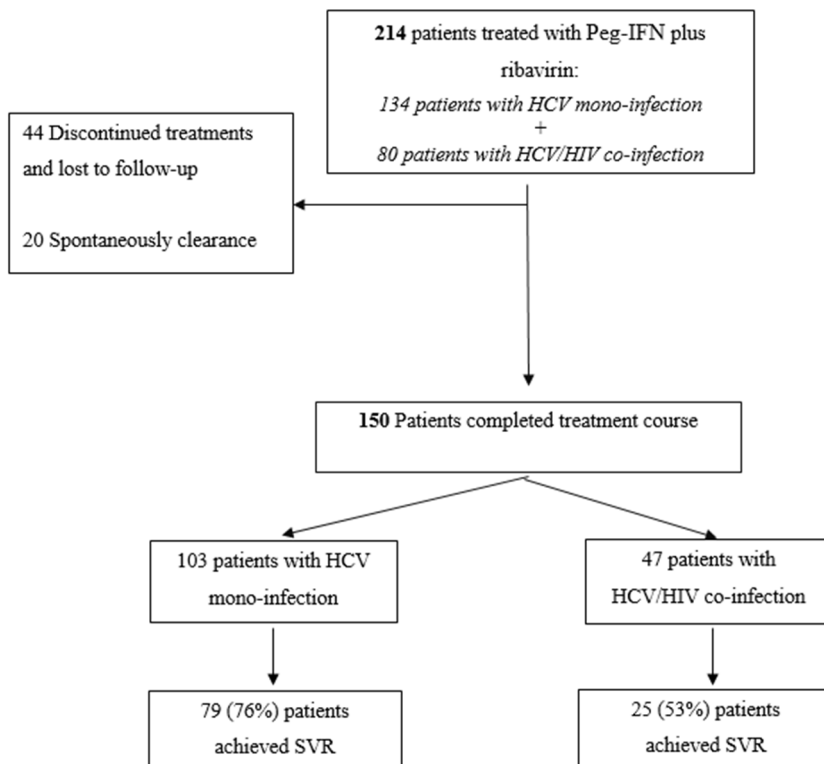 214 patients treated with Peg-IFN plus
ribavirin:
134 patients with HCV mono-infection
+
80 patients with HCV/HIV co-infection
44 Discontinued treatments
and lost to follow-up
20 Spontaneously clearance
150 Patients completed treatment course
103 patients with HCV
mono-infection
47 patients with
HCV/HIV co-infection
79 (76%) patients
achieved SVR
25 (53%) patients
achieved SVR